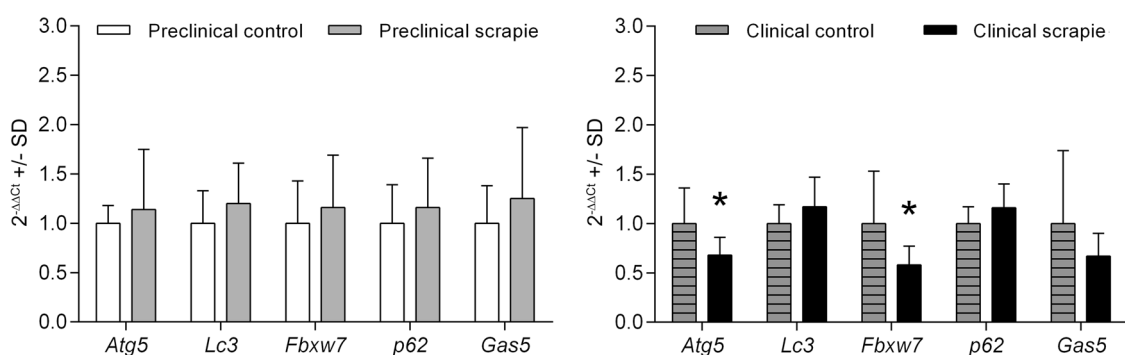 3.0
Preclinical control
Preclinical scrapie
2.5
2.0
1.5
1.0
0.5
0.0
2-ΔΔCt +/- SD
Atg5 Lc3 Fbxw7 p62 Gas5
3.0
Clinical control
Clinical scrapie
2.5
2.0
1.5
1.0
0.5
0.0
2-ΔΔCt +/- SD
*
*
Atg5 Lc3 Fbxw7 p62 Gas5